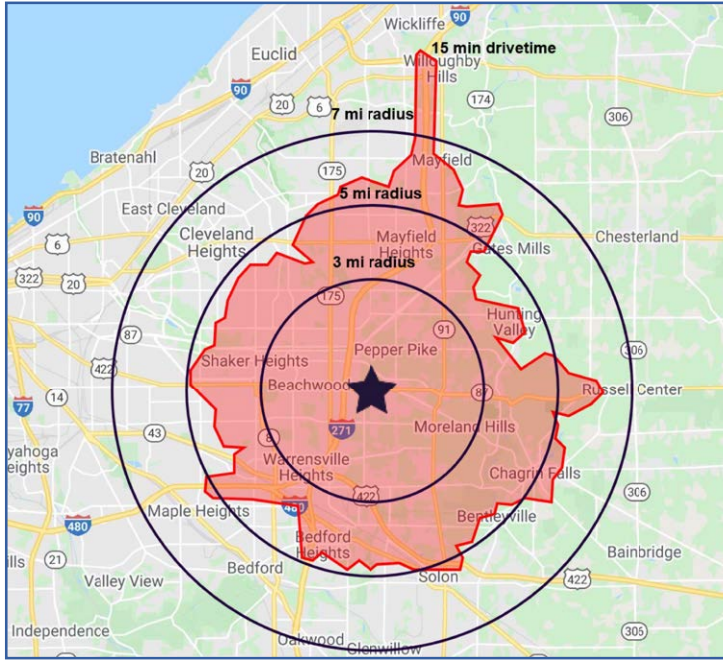 Wickliffe
90
Euclid
15 min drivetime
Willoughby
Hills
90
20
6
174
306
7 mi radius
Bratenahl
20
175
Mayfield
90
East Cleveland
5 mi radius
322
6
Cleveland
Heights
Mayfield
Heights
Gates Mills
Chesterland
322
20
3 mi radius
175
87
91
Hunting
Valley
306
422
Shaker Heights
Pepper Pike
Beachwood
87
Russell Center
77
14
43
8
271
Moreland Hills
yahoga
eights
Warrensville
Heights
Chagrin Falls
422
306
480
Maple Heights
480
Bentleyville
Bedford
Heights
Bainbridge
lls
21
Valley View
Bedford
Solon
422
Independence
Oakwood
Glenwillow
306